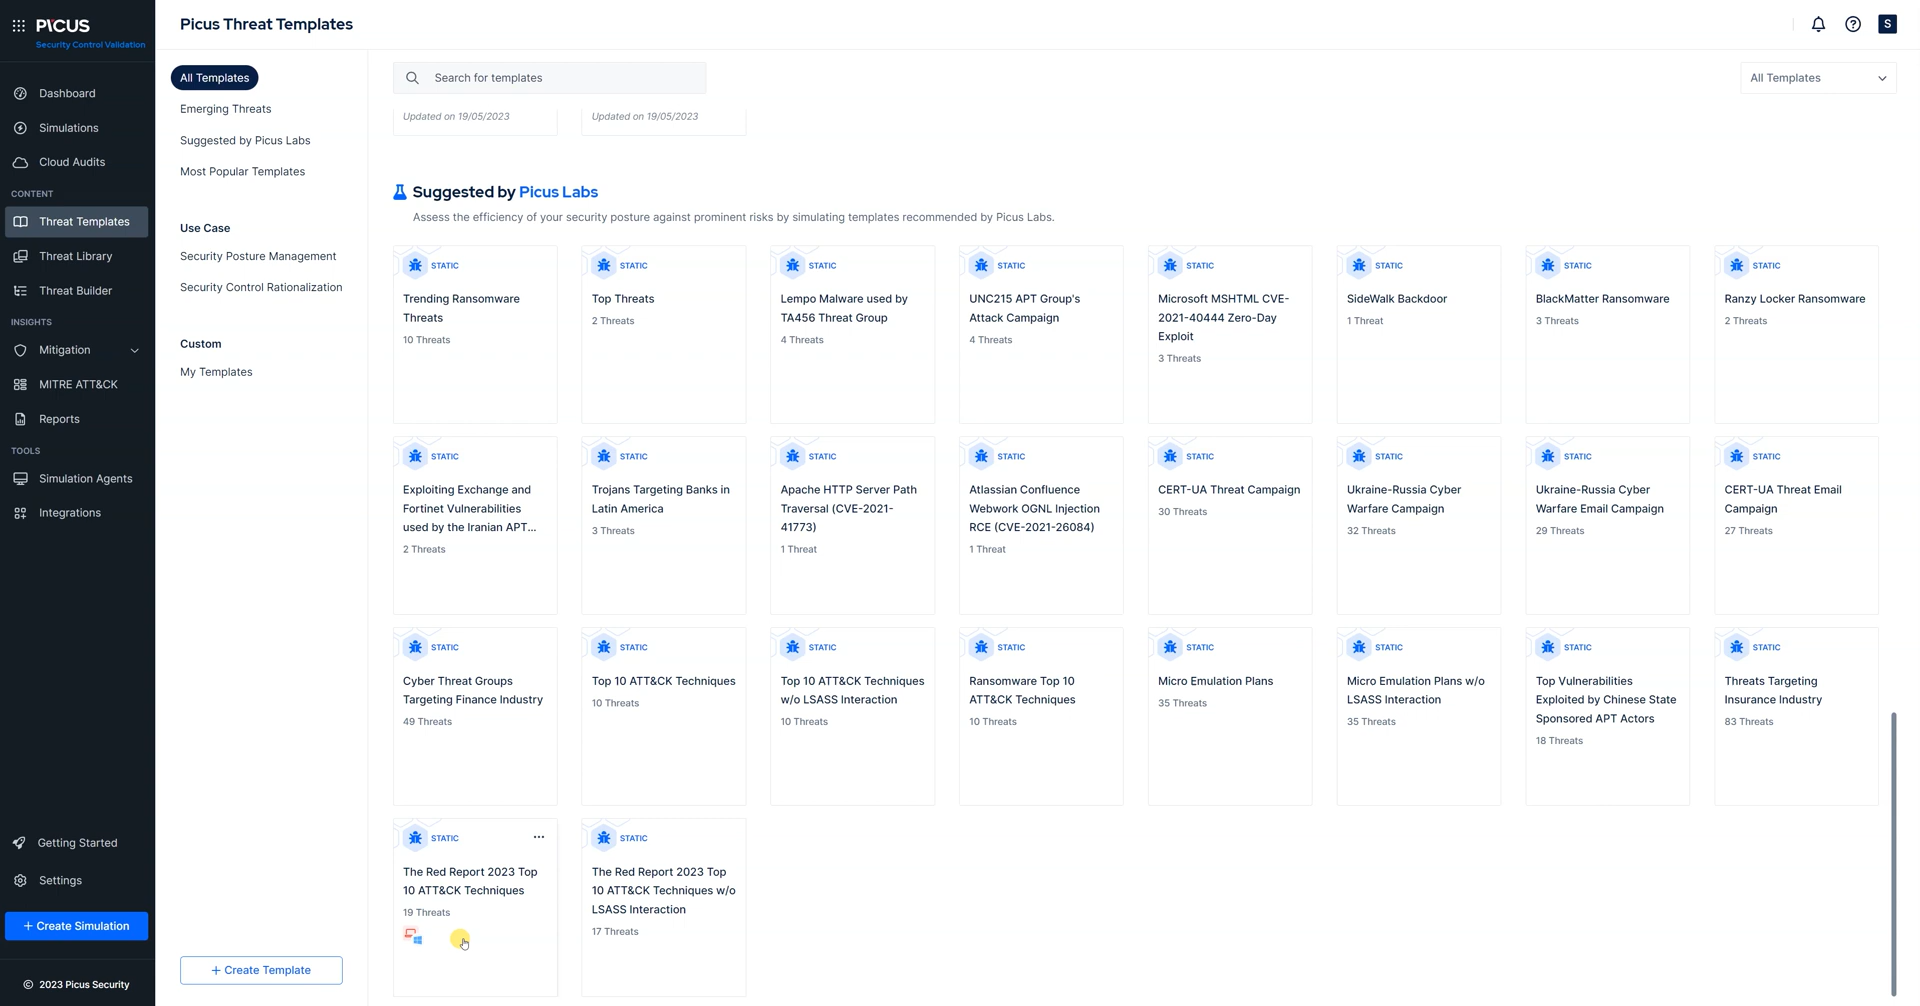 PICUS
Security Control Validation
Dashboard
Simulations
Cloud Audits
CONTENT
Threat Templates
Threat Library
Threat Builder
INSIGHTS
Mitigation
MITRE ATT&CK
Reports
TOOLS
Simulation Agents
Integrations
Getting Started
Settings
+ Create Simulation
© 2023 Picus Security
Picus Threat Templates
S
All Templates
Emerging Threats
Suggested by Picus Labs
Most Popular Templates
Use Case
Security Posture Management
Security Control Rationalization
Custom
My Templates
+ Create Template
Search for templates
All Templates
Updated on 19/05/2023
Updated on 19/05/2023
Suggested by Picus Labs
Assess the efficiency of your security posture against prominent risks by simulating templates recommended by Picus Labs.
STATIC
Trending Ransomware
Threats
10 Threats
STATIC
Top Threats
2 Threats
STATIC
Lempo Malware used by
TA456 Threat Group
4 Threats
STATIC
UNC215 APT Group's
Attack Campaign
4 Threats
STATIC
Microsoft MSHTML CVE-
2021-40444 Zero-Day
Exploit
3 Threats
STATIC
SideWalk Backdoor
1 Threat
STATIC
BlackMatter Ransomware
3 Threats
STATIC
Ranzy Locker Ransomware
2 Threats
STATIC
Exploiting Exchange and
Fortinet Vulnerabilities
used by the Iranian APT...
2 Threats
STATIC
Trojans Targeting Banks in
Latin America
3 Threats
STATIC
Apache HTTP Server Path
Traversal (CVE-2021-
41773)
1 Threat
STATIC
Atlassian Confluence
Webwork OGNL Injection
RCE (CVE-2021-26084)
1 Threat
STATIC
CERT-UA Threat Campaign
30 Threats
STATIC
Ukraine-Russia Cyber
Warfare Campaign
32 Threats
STATIC
Ukraine-Russia Cyber
Warfare Email Campaign
29 Threats
STATIC
CERT-UA Threat Email
Campaign
27 Threats
STATIC
Cyber Threat Groups
Targeting Finance Industry
49 Threats
STATIC
Top 10 ATT&CK Techniques
10 Threats
STATIC
Top 10 ATT&CK Techniques
w/o LSASS Interaction
10 Threats
STATIC
Ransomware Top 10
ATT&CK Techniques
10 Threats
STATIC
Micro Emulation Plans
35 Threats
STATIC
Micro Emulation Plans w/o
LSASS Interaction
35 Threats
STATIC
Top Vulnerabilities
Exploited by Chinese State
Sponsored APT Actors
18 Threats
STATIC
Threats Targeting
Insurance Industry
83 Threats
STATIC
The Red Report 2023 Top
10 ATT&CK Techniques
19 Threats
STATIC
The Red Report 2023 Top
10 ATT&CK Techniques w/o
LSASS Interaction
17 Threats